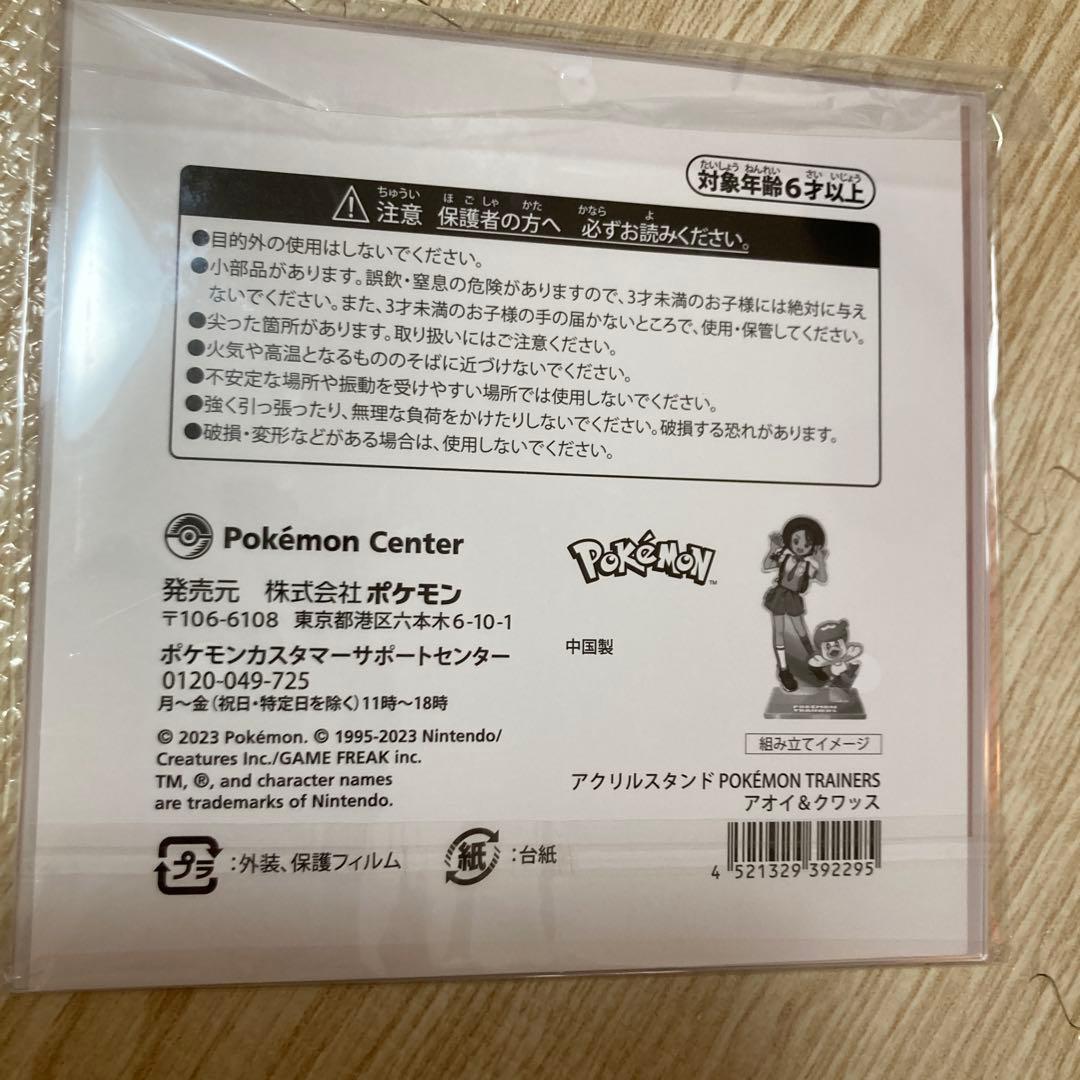 たいしょう ねんれい さい いじょう
対象年齢6才以上
ちゅうい ほごしゃ かた かなら よ
注意 保護者の方へ 必ずお読みください。
●目的外の使用はしないでください。
●小部品があります。誤飲・窒息の危険がありますので、3才未満のお子様には絶対に与え
ないでください。また、3才未満のお子様の手の届かないところで、使用・保管してください。
●尖った箇所があります。取り扱いにはご注意ください。
●火気や高温となるもののそばに近づけないでください。
●不安定な場所や振動を受けやすい場所では使用しないでください。
●強く引っ張ったり、無理な負荷をかけたりしないでください。破損する恐れがあります。
●破損・変形などがある場合は、使用しないでください。
Pokémon Center
発売元 株式会社ポケモン
〒106-6108 東京都港区六本木6-10-1
ポケモンカスタマーサポートセンター
0120-049-725
月〜金(祝日・特定日を除く)11時〜18時
© 2023 Pokémon. © 1995-2023 Nintendo/
Creatures Inc./GAME FREAK inc.
TM, ®, and character names
are trademarks of Nintendo.
POKéMON™
中国製
POKÉMON
TRAINERS
組み立てイメージ
アクリルスタンド POKÉMON TRAINERS
アオイ&クワッス
プラ:外装、保護フィルム
紙:台紙
4 521329 392295